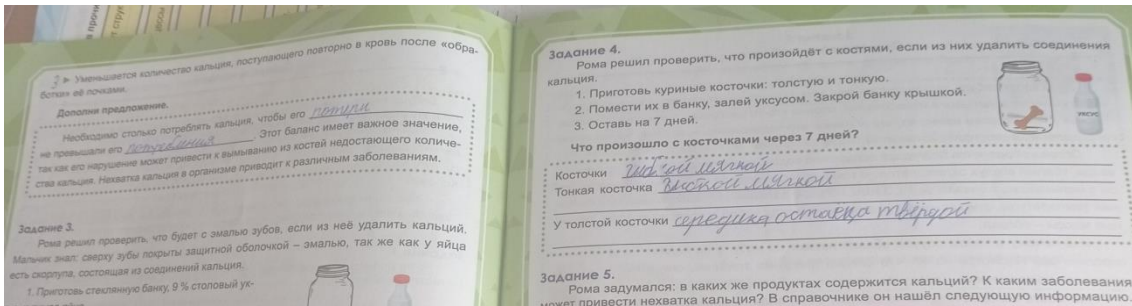 2 ► Уменьшается количество кальция, поступающего повторно в кровь после «обра-
ботки» её почками.
Дополни предложение.
Необходимо столько потреблять кальция, чтобы его потери
не превышали его потребления. Этот баланс имеет важное значение,
так как его нарушение может привести к вымыванию из костей недостающего количе-
ства кальция. Нехватка кальция в организме приводит к различным заболеваниям.
Задание 3.
Рома решил проверить, что будет с эмалью зубов, если из неё удалить кальций.
Мальчик знал: сверху зубы покрыты защитной оболочкой – эмалью, так же как у яйца
есть скорлупа, состоящая из соединений кальция.
1. Приготовь стеклянную банку, 9 % столовый ук-
Задание 4.
Рома решил проверить, что произойдёт с костями, если из них удалить соединения
кальция.
1. Приготовь куриные косточки: толстую и тонкую.
2. Помести их в банку, залей уксусом. Закрой банку крышкой.
3. Оставь на 7 дней.
УКСУС
Что произошло с косточками через 7 дней?
Косточки мягкой
Тонкая косточка мягкой
У толстой косточки середина остаеца твёрдой
Задание 5.
Рома задумался: в каких же продуктах содержится кальций? К каким заболевания
может привести нехватка кальция? В справочнике он нашёл следующую информацию